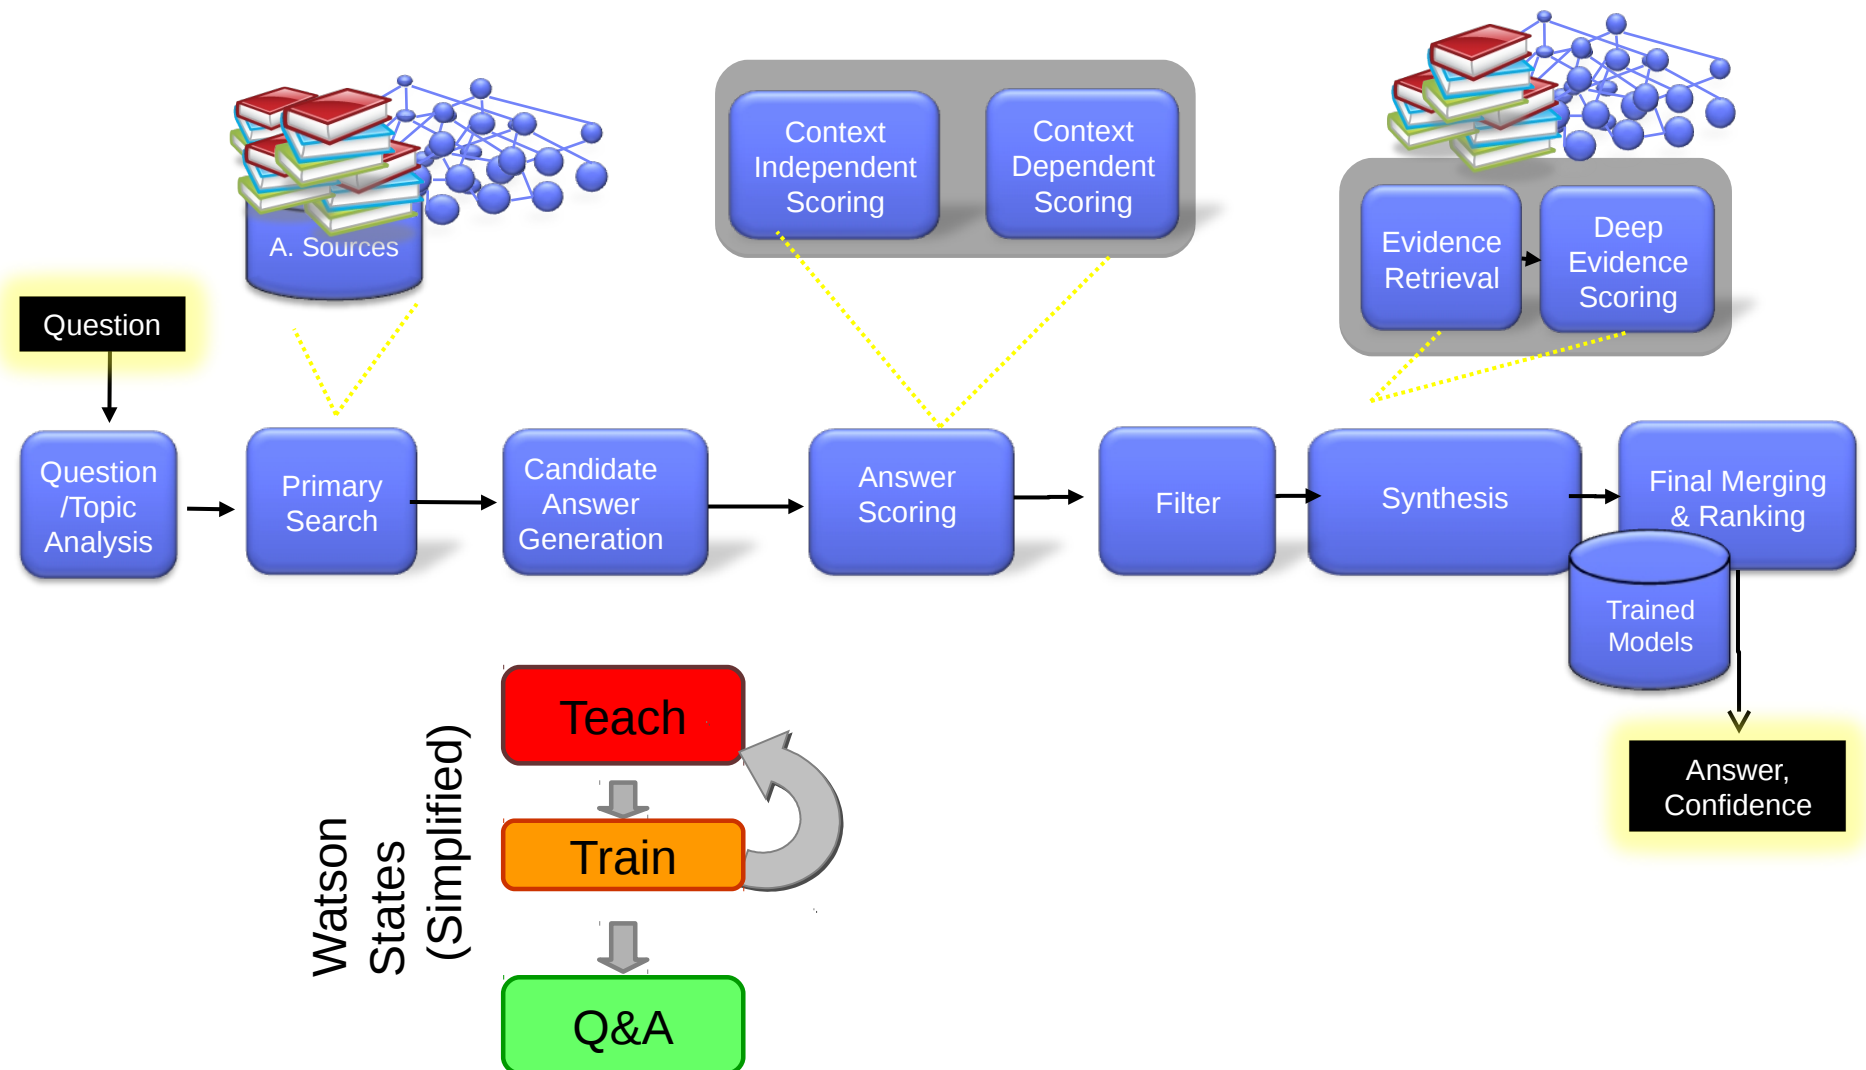 A. Sources
Context
Independent
Scoring
Context
Dependent
Scoring
Evidence
Retrieval
Deep
Evidence
Scoring
Question
Question
/Topic
Analysis
Primary
Search
Candidate
Answer
Generation
Answer
Scoring
Filter
Synthesis
Final Merging
& Ranking
Trained
Models
Answer,
Confidence
Watson
States
(Simplified)
Teach
Train
Q&A